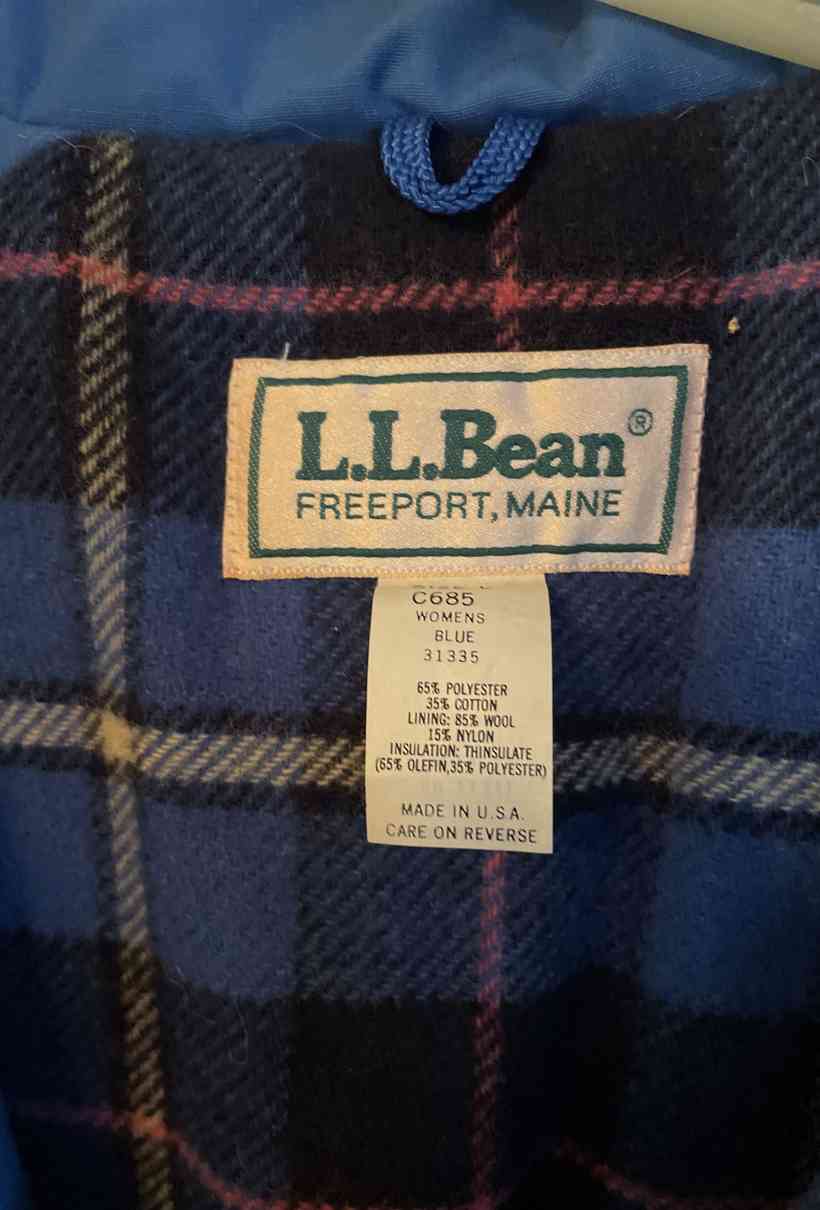 L.L.Bean®
FREEPORT, MAINE
C685
WOMENS
BLUE
31335
65% POLYESTER
35% COTTON
LINING: 85% WOOL
15% NYLON
INSULATION: THINSULATE
(65% OLEFIN,35% POLYESTER)
MADE IN U.S.A.
CARE ON REVERSE